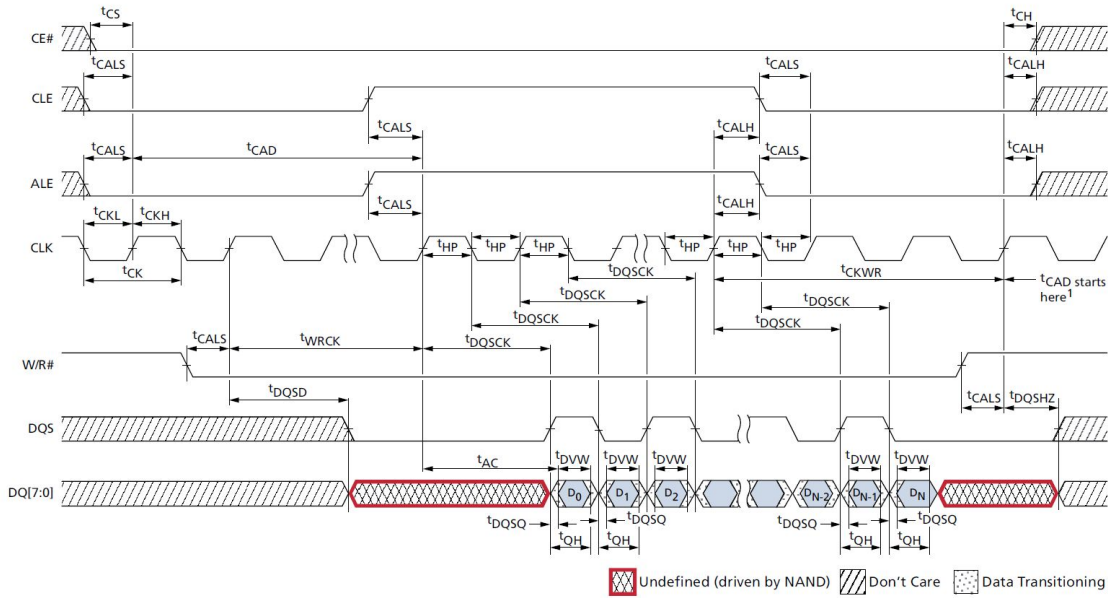 tCS tCH
CE#
tCALS tCALS tCALH
CLE
tCALS tCALH
tCALS tCAD tCALS tCALH
ALE
tCALS tCALH
tCKL tCKH
CLK tHP tHP tHP tHP tHP tHP
tCK tDQSCK tCKWR tCAD starts
here1
tDQSCK tDQSCK
tCALS tWRCK tDQSCK tDQSCK tDQSCK
W/R#
tDQSD tCALS tDQSHZ
DQS
tAC tDVW tDVW tDVW tDVW tDVW
DQ[7:0] D0 D1 D2 DN-2 DN-1 DN
tDQSQ tDQSQ tDQSQ tDQSQ
tQH tQH tQH tQH
Undefined (driven by NAND) Don't Care Data Transitioning